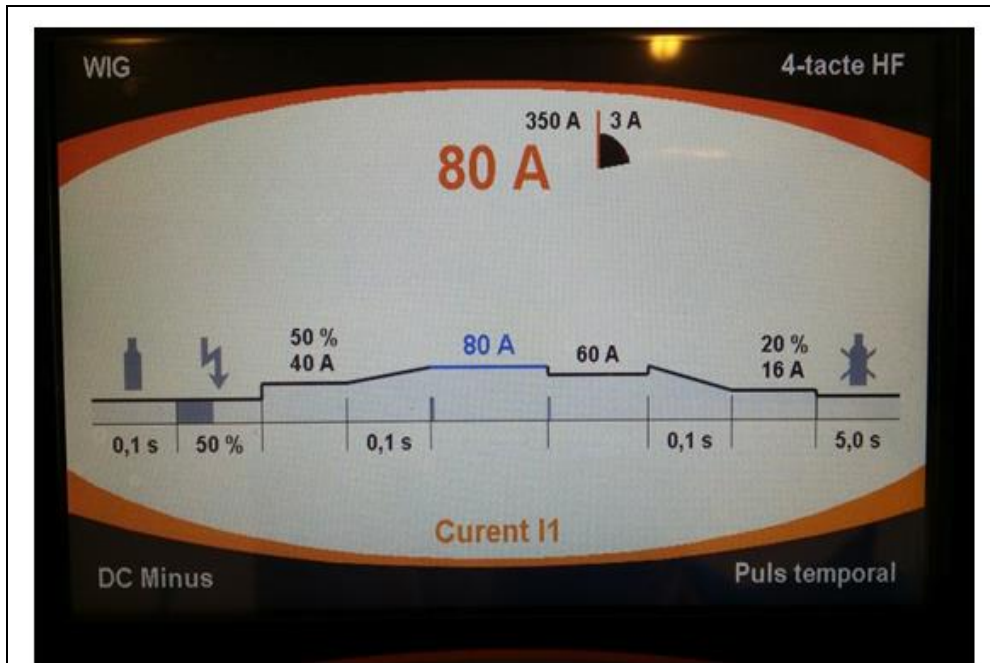 WIG
4-tacte HF
350 A 3 A
80 A
50 %
40 A
80 A
60 A
20 %
16 A
0,1 s 50 % 0,1 s 0,1 s 5,0 s
Curent I1
DC Minus
Puls temporal